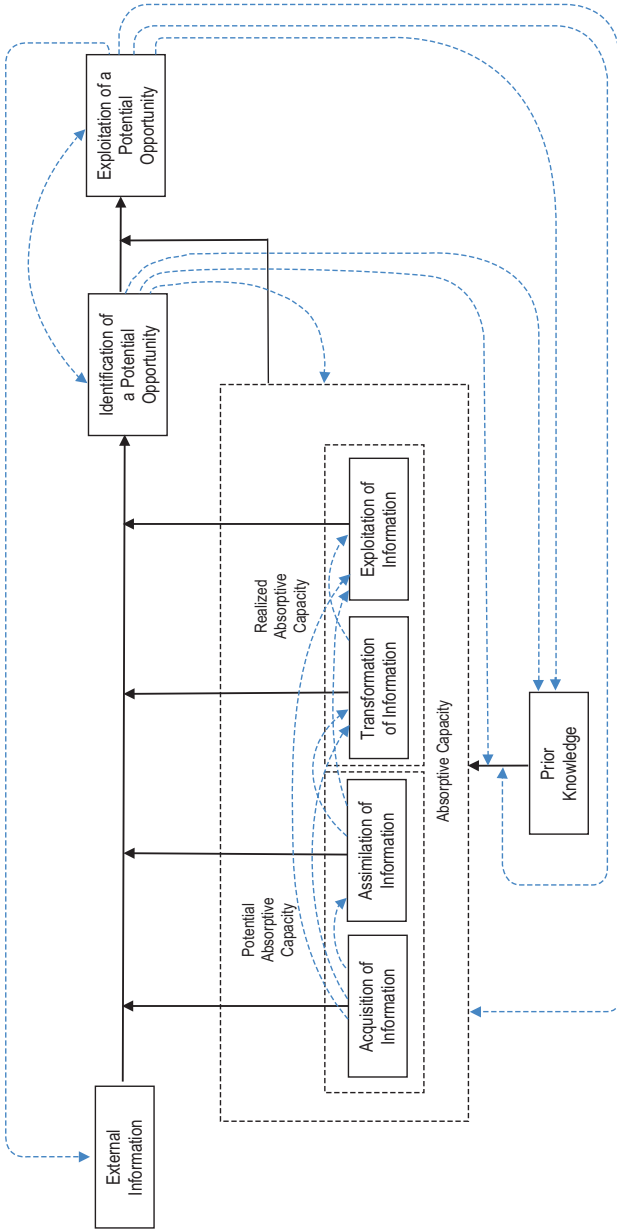 External
Information
Identification of
a Potential
Opportunity
Exploitation of a
Potential
Opportunity
Potential
Absorptive
Capacity
Realized
Absorptive
Capacity
Acquisition of
Information
Assimilation of
Information
Transformation
of Information
Exploitation of
Information
Absorptive Capacity
Prior
Knowledge